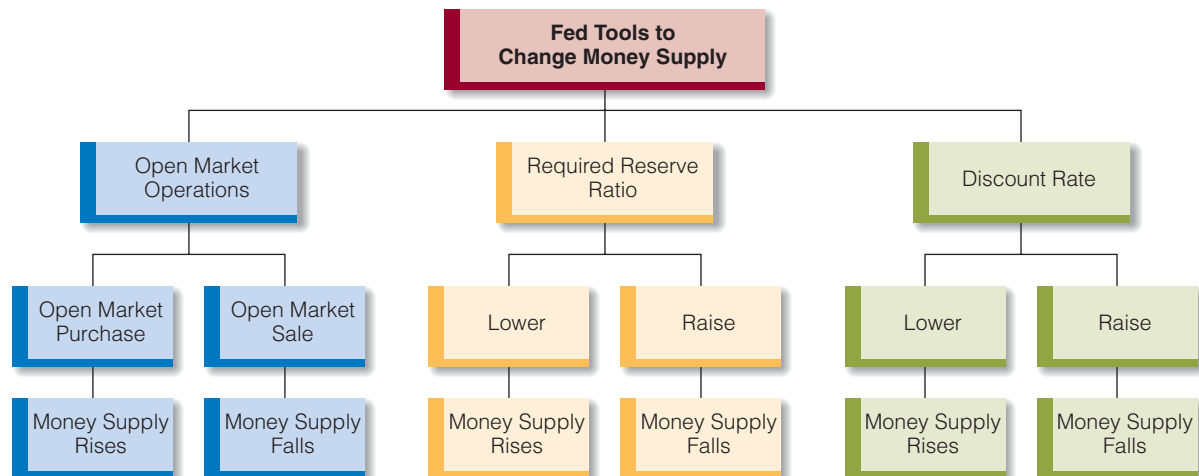 Fed Tools to
Change Money Supply
Open Market
Operations
Required Reserve
Ratio
Discount Rate
Open Market
Purchase
Open Market
Sale
Lower
Raise
Lower
Raise
Money Supply
Rises
Money Supply
Falls
Money Supply
Rises
Money Supply
Falls
Money Supply
Rises
Money Supply
Falls